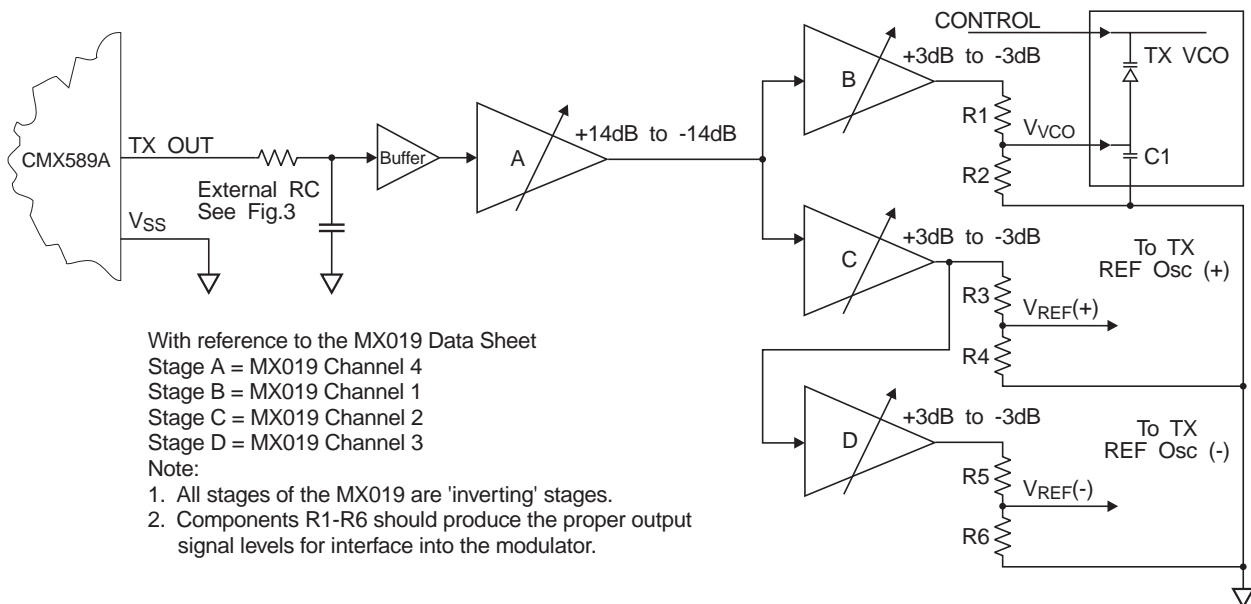 CONTROL
+3dB to -3dB
TX VCO
B
R1
VVCO
C1
R2
TX OUT
CMX589A
+14dB to -14dB
Buffer
A
External RC
See Fig.3
VSS
+3dB to -3dB
C
To TX
REF Osc (+)
R3
VREF(+)
R4
With reference to the MX019 Data Sheet
Stage A = MX019 Channel 4
Stage B = MX019 Channel 1
Stage C = MX019 Channel 2
Stage D = MX019 Channel 3
Note:
1. All stages of the MX019 are 'inverting' stages.
2. Components R1-R6 should produce the proper output
signal levels for interface into the modulator.
+3dB to -3dB
D
To TX
REF Osc (-)
R5
VREF(-)
R6